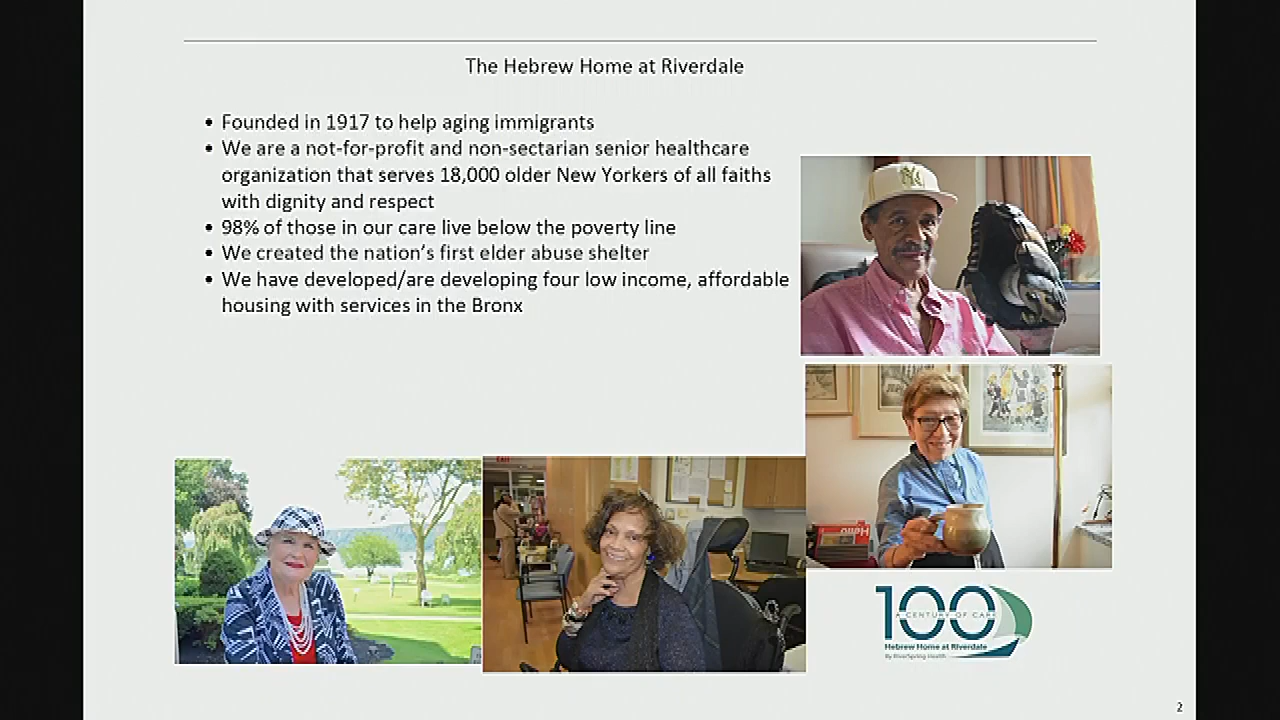 The Hebrew Home at Riverdale
• Founded in 1917 to help aging immigrants
• We are a not-for-profit and non-sectarian senior healthcare
organization that serves 18,000 older New Yorkers of all faiths
with dignity and respect
• 98% of those in our care live below the poverty line
• We created the nation's first elder abuse shelter
• We have developed/are developing four low income, affordable
housing with services in the Bronx
NY
EXIT
100
A CENTURY OF CARE
Hebrew Home at Riverdale
By RiverSpring Health
2